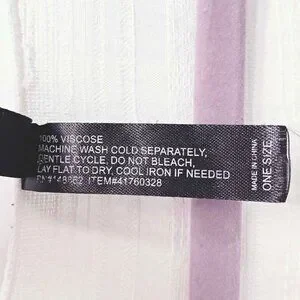 100% VISCOSE
MACHINE WASH COLD SEPARATELY,
GENTLE CYCLE, DO NOT BLEACH,
LAY FLAT TO DRY, COOL IRON IF NEEDED
ITEM#41760328
MADE IN CHINA
ONE SIZE